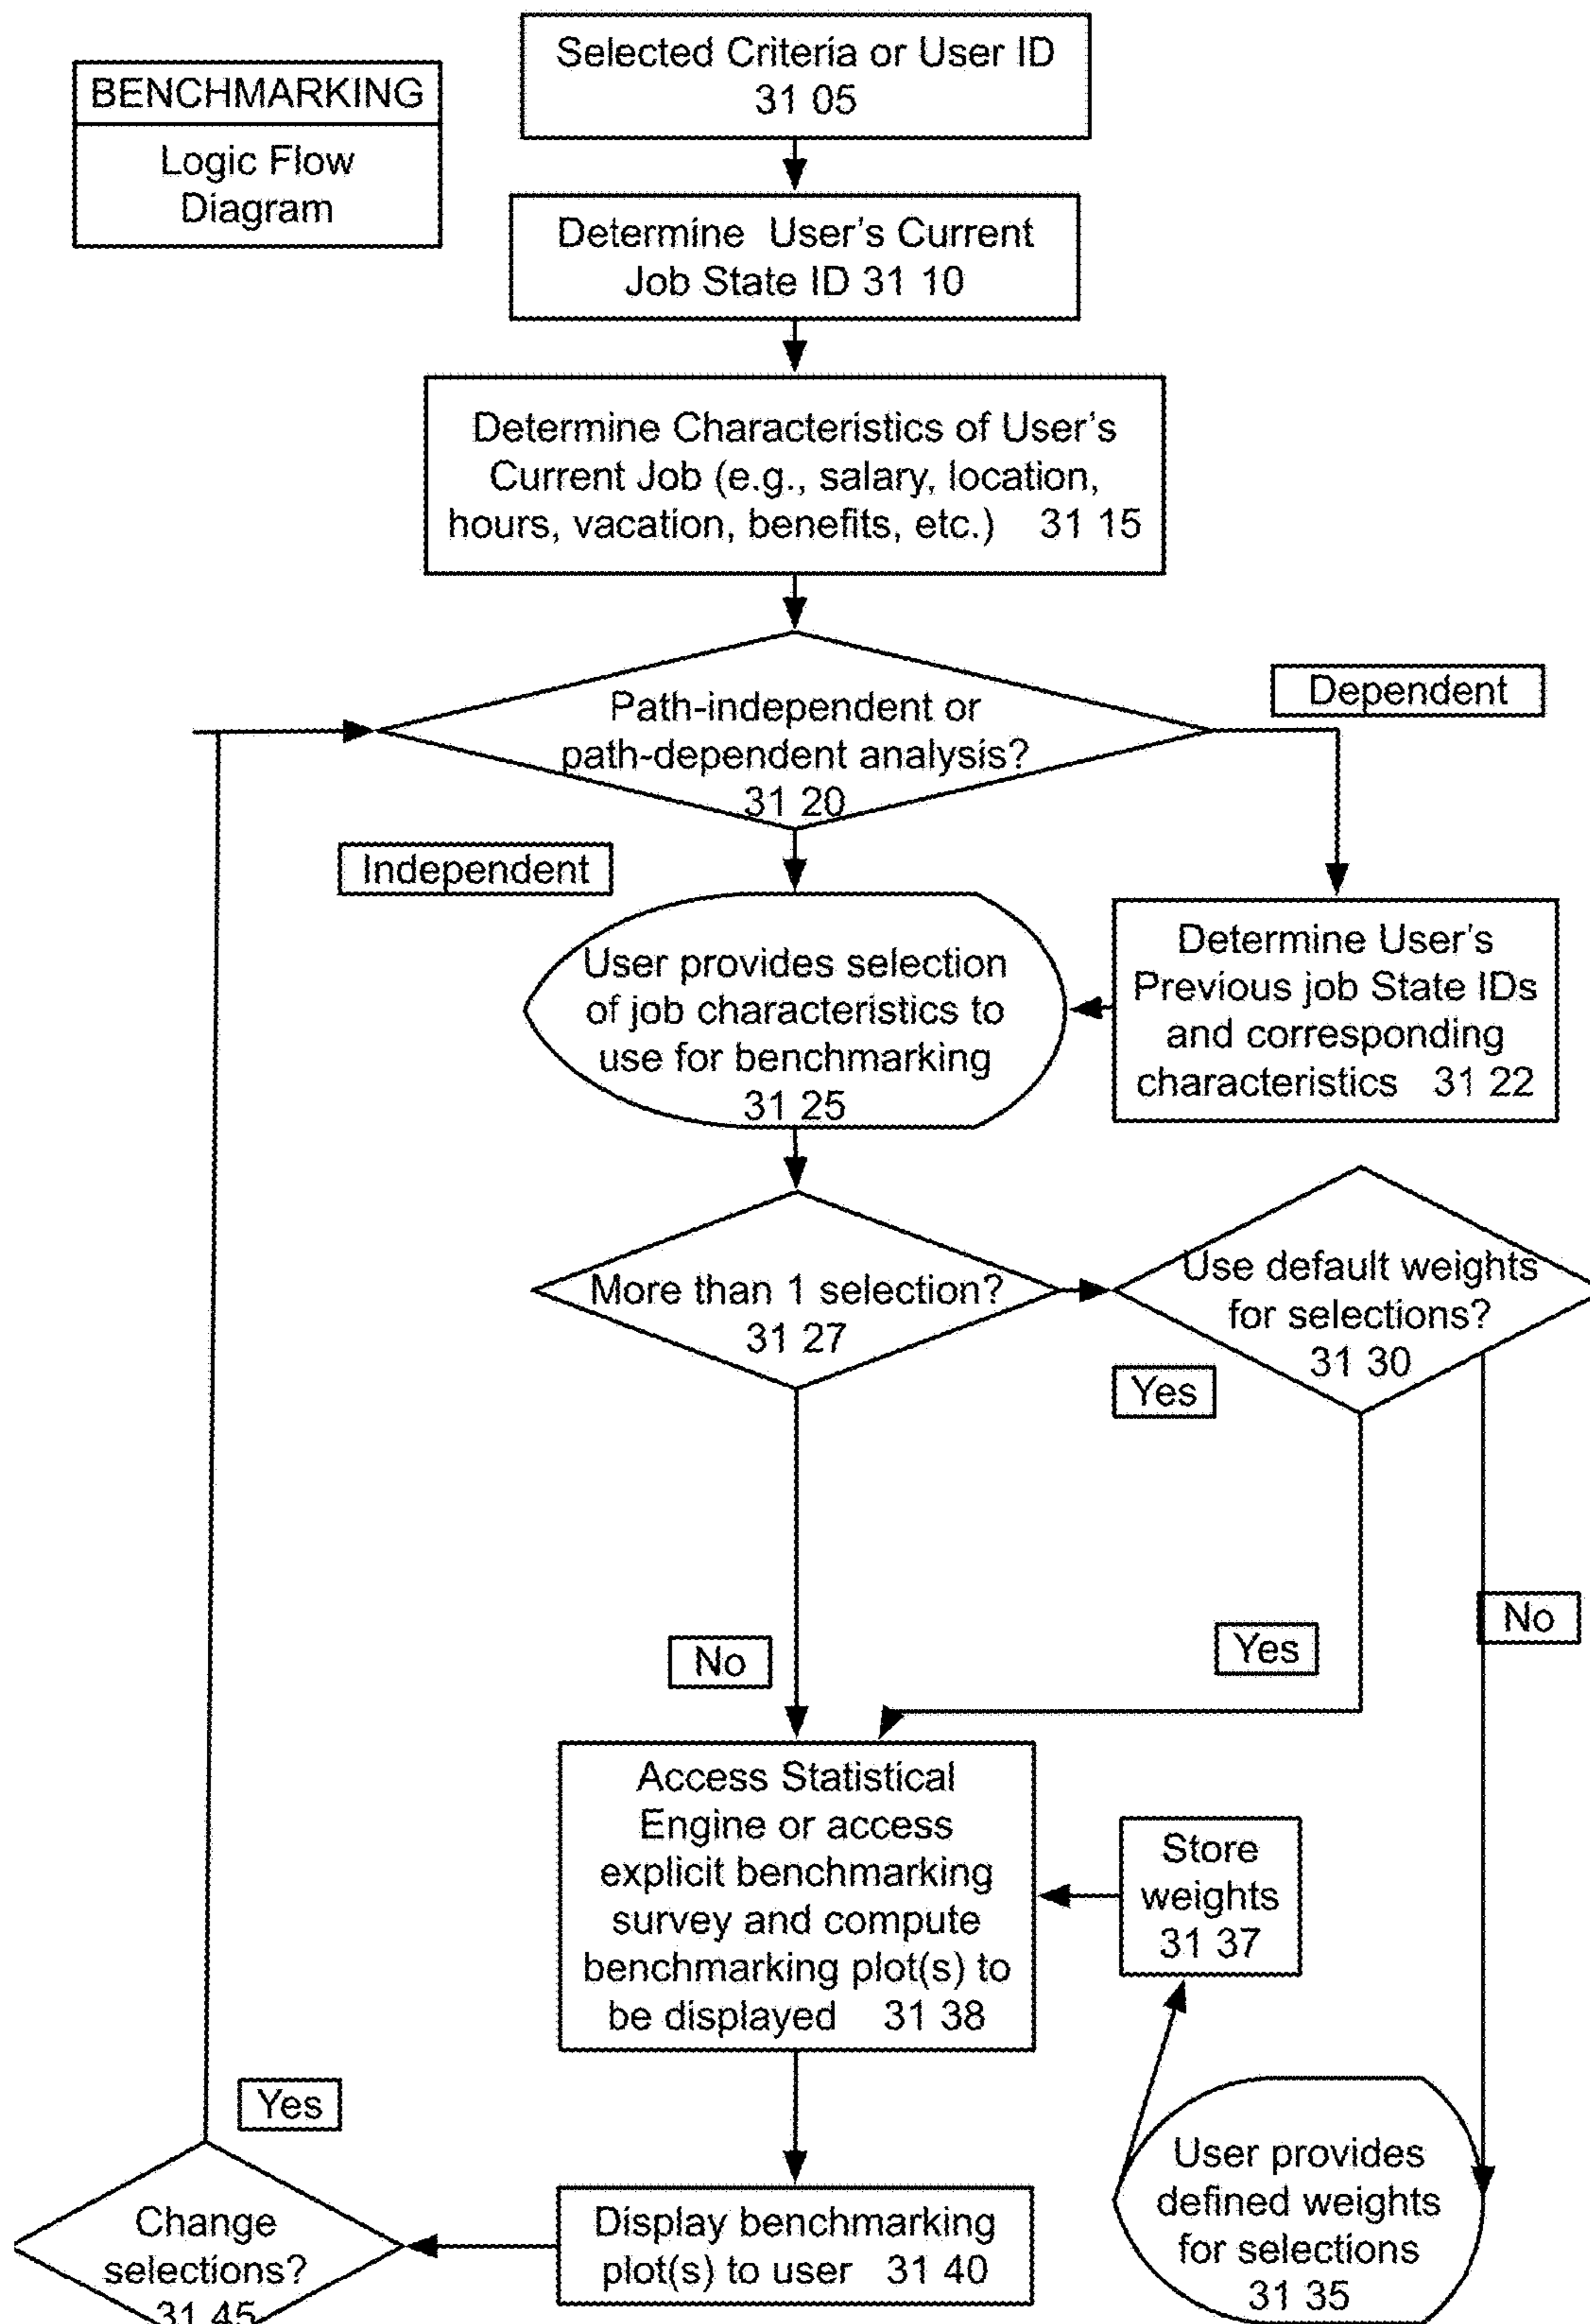 BENCHMARKING
Logic Flow
Diagram
Selected Criteria or User ID
31 05
Determine User's Current
Job State ID 31 10
Determine Characteristics of User's
Current Job (e.g., salary, location,
hours, vacation, benefits, etc.) 31 15
Path-independent or
path-dependent analysis?
31 20
Dependent
Independent
User provides selection
of job characteristics to
use for benchmarking
31 25
Determine User's
Previous job State IDs
and corresponding
characteristics 31 22
More than 1 selection?
31 27
Use default weights
for selections?
31 30
Yes
No
Yes
No
Access Statistical
Engine or access
explicit benchmarking
survey and compute
benchmarking plot(s) to
be displayed 31 38
Store
weights
31 37
Yes
User provides
defined weights
for selections
31 35
Display benchmarking
plot(s) to user 31 40
Change
selections?
31 45